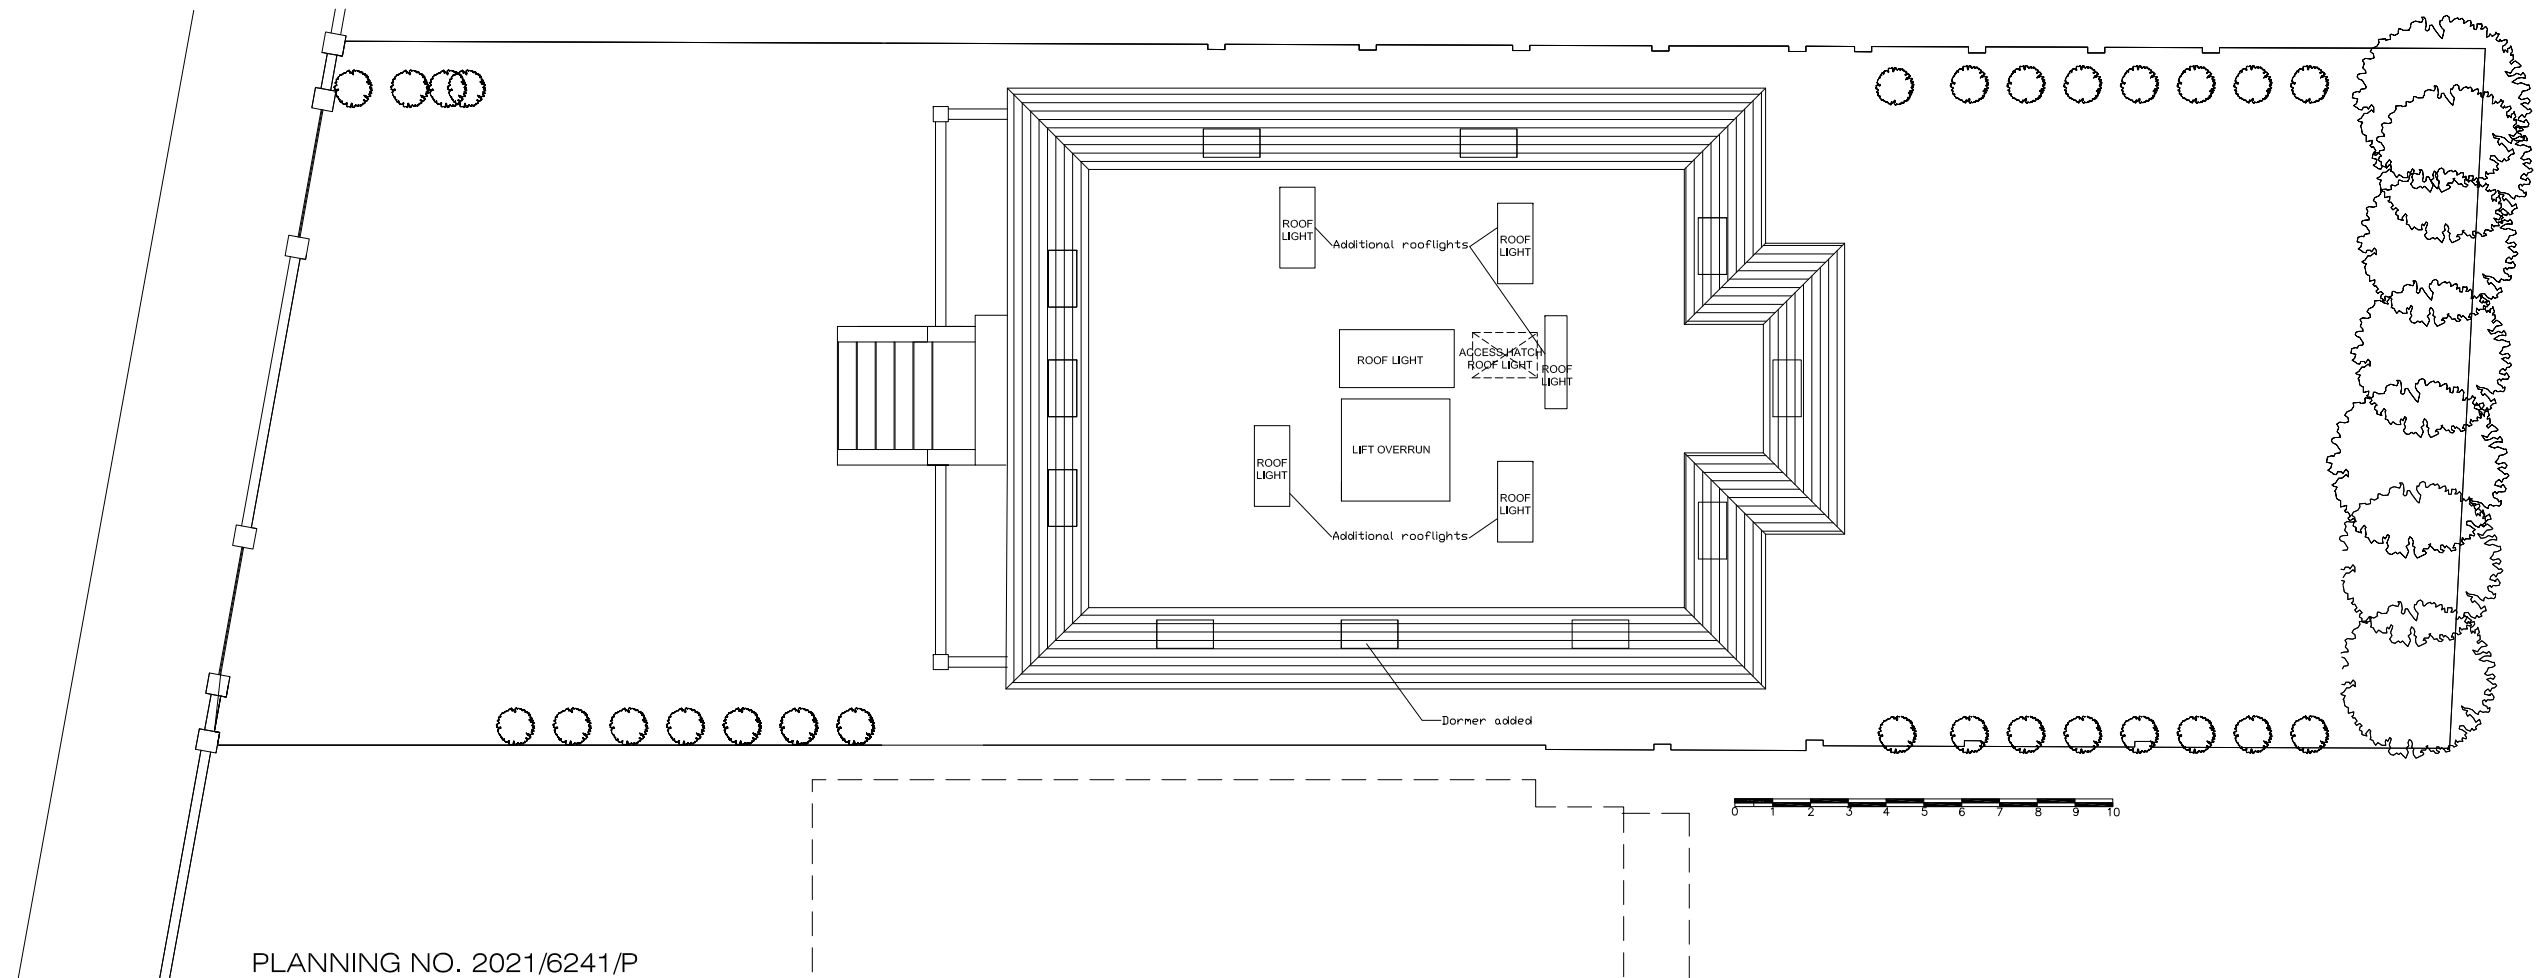 ROOF
LIGHT
Additional rooflights
ROOF
LIGHT
ROOF LIGHT
ACCESS HATCH
ROOF LIGHT
ROOF
LIGHT
LIFT OVERRUN
ROOF
LIGHT
ROOF
LIGHT
Additional rooflights
Dormer added
0 1 2 3 4 5 6 7 8 9 10
PLANNING NO. 2021/6241/P